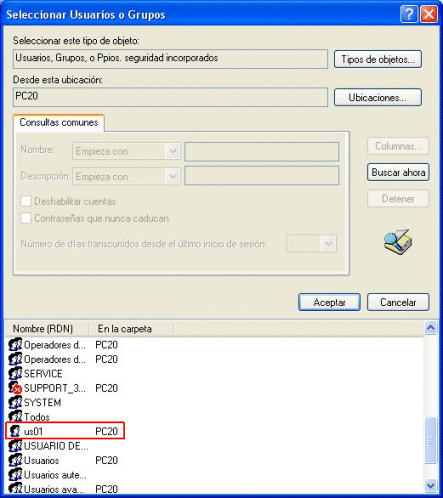 Seleccionar Usuarios o Grupos
Seleccionar este tipo de objeto:
Usuarios, Grupos, o Ppios. seguridad incorporados
Tipos de objetos...
Desde esta ubicación:
PC20
Ubicaciones...
Consultas comunes
Nombre: Empieza con
Columnas...
Descripción: Empieza con
Buscar ahora
Deshabilitar cuentas
Detener
Contraseñas que nunca caducan
Número de días transcurridos desde el último inicio de sesión:
Aceptar Cancelar
Nombre (RDN) En la carpeta
Operadores d... PC20
Operadores d... PC20
SERVICE
SUPPORT_3... PC20
SYSTEM
Todos
us01 PC20
USUARIO DE...
Usuarios PC20
Usuarios aute...
Usuarios ava... PC20